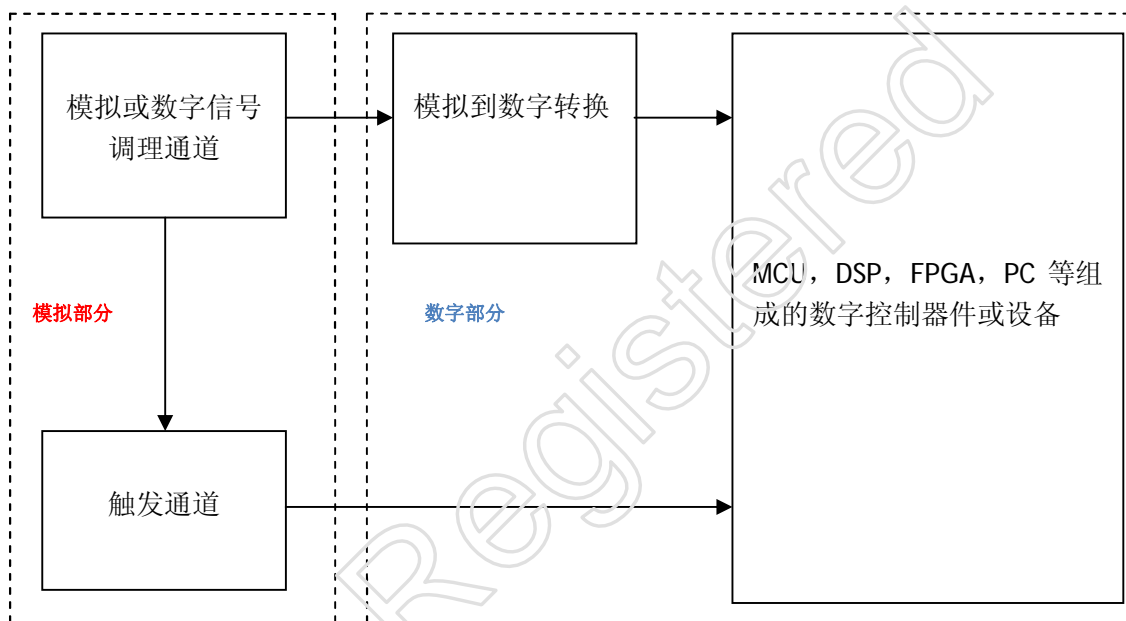 模拟或数字信号
调理通道
模拟到数字转换
MCU，DSP，FPGA，PC 等组
成的数字控制器件或设备
模拟部分
数字部分
触发通道
Registered